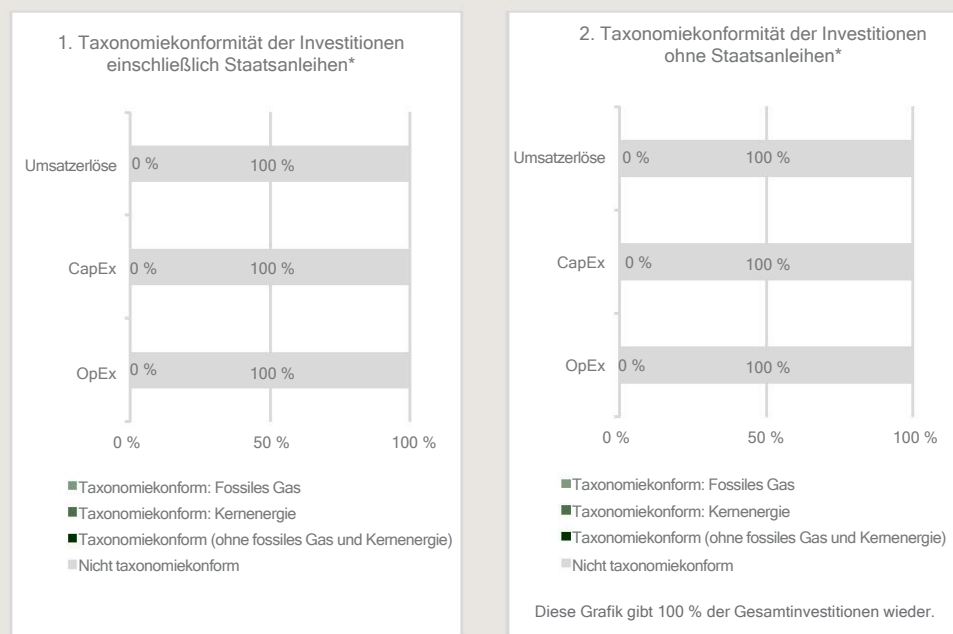 1. Taxonomiekonformität der Investitionen
einschließlich Staatsanleihen*
Umsatzerlöse 0 % 100 %
CapEx 0 % 100 %
OpEx 0 % 100 %
0 % 50 % 100 %
Taxonomiekonform: Fossiles Gas
Taxonomiekonform: Kernenergie
Taxonomiekonform (ohne fossiles Gas und Kernenergie)
Nicht taxonomiekonform
2. Taxonomiekonformität der Investitionen
ohne Staatsanleihen*
Umsatzerlöse 0 % 100 %
CapEx 0 % 100 %
OpEx 0 % 100 %
0 % 50 % 100 %
Taxonomiekonform: Fossiles Gas
Taxonomiekonform: Kernenergie
Taxonomiekonform (ohne fossiles Gas und Kernenergie)
Nicht taxonomiekonform
Diese Grafik gibt 100 % der Gesamtinvestitionen wieder.